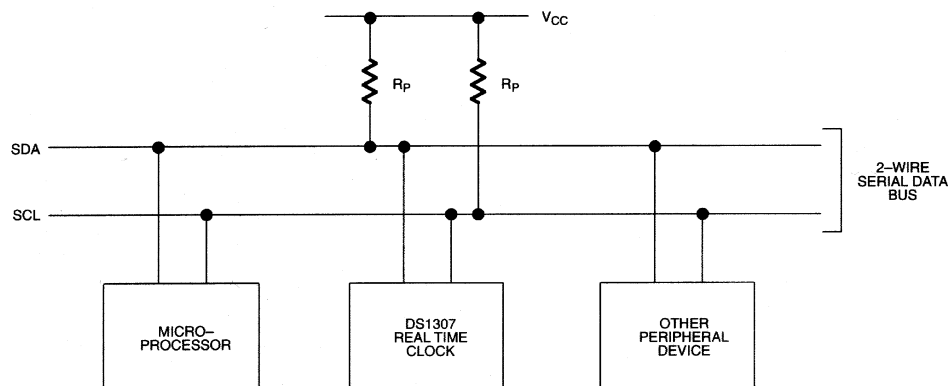 VCC
RP
RP
SDA
2–WIRE
SERIAL DATA
BUS
SCL
MICRO–
PROCESSOR
DS1307
REAL TIME
CLOCK
OTHER
PERIPHERAL
DEVICE